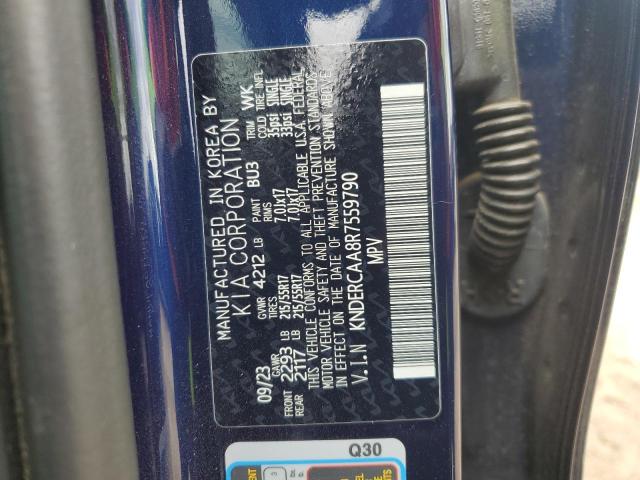 MANUFACTURED IN KOREA BY
KIA CORPORATION
09/23 GVWR 4212 LB PAINT BU3 TRIM WK
GAWR RIMS COLD TIRE INFL
FRONT 2293 LB 215/55R17 7.0Jx17 35psi SINGLE
REAR 2117 LB 215/55R17 7.0Jx17 33psi SINGLE
THIS VEHICLE CONFORMS TO ALL APPLICABLE U.S.A. FEDERAL
MOTOR VEHICLE SAFETY AND THEFT PREVENTION STANDARDS
IN EFFECT ON THE DATE OF MANUFACTURE SHOWN ABOVE
V.I.N KNDERCAA8R7559790
MPV
Q30